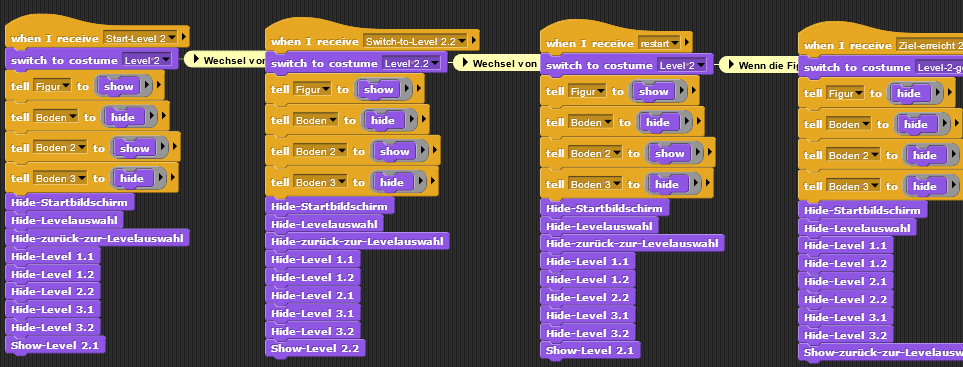 when I receive Start-Level 2
switch to costume Level 2
Wechsel von
tell Figur to show
tell Boden to hide
tell Boden 2 to show
tell Boden 3 to hide
Hide-Startbildschirm
Hide-Levelauswahl
Hide-zurück-zur-Levelauswahl
Hide-Level 1.1
Hide-Level 1.2
Hide-Level 2.2
Hide-Level 3.1
Hide-Level 3.2
Show-Level 2.1
when I receive Switch-to-Level 2.2
switch to costume Level 2.2
Wechsel von
tell Figur to show
tell Boden to hide
tell Boden 2 to show
tell Boden 3 to hide
Hide-Startbildschirm
Hide-Levelauswahl
Hide-zurück-zur-Levelauswahl
Hide-Level 1.1
Hide-Level 1.2
Hide-Level 2.1
Hide-Level 3.1
Hide-Level 3.2
Show-Level 2.2
when I receive restart
switch to costume Level 2
Wenn die Fig
tell Figur to show
tell Boden to hide
tell Boden 2 to show
tell Boden 3 to hide
Hide-Startbildschirm
Hide-Levelauswahl
Hide-zurück-zur-Levelauswahl
Hide-Level 1.1
Hide-Level 1.2
Hide-Level 2.2
Hide-Level 3.1
Hide-Level 3.2
Show-Level 2.1
when I receive Ziel-erreicht 2
switch to costume Level-2-g
tell Figur to hide
tell Boden to hide
tell Boden 2 to hide
tell Boden 3 to hide
Hide-Startbildschirm
Hide-Levelauswahl
Hide-Level 1.1
Hide-Level 1.2
Hide-Level 2.1
Hide-Level 2.2
Hide-Level 3.1
Hide-Level 3.2
Show-zurück-zur-Levelausw